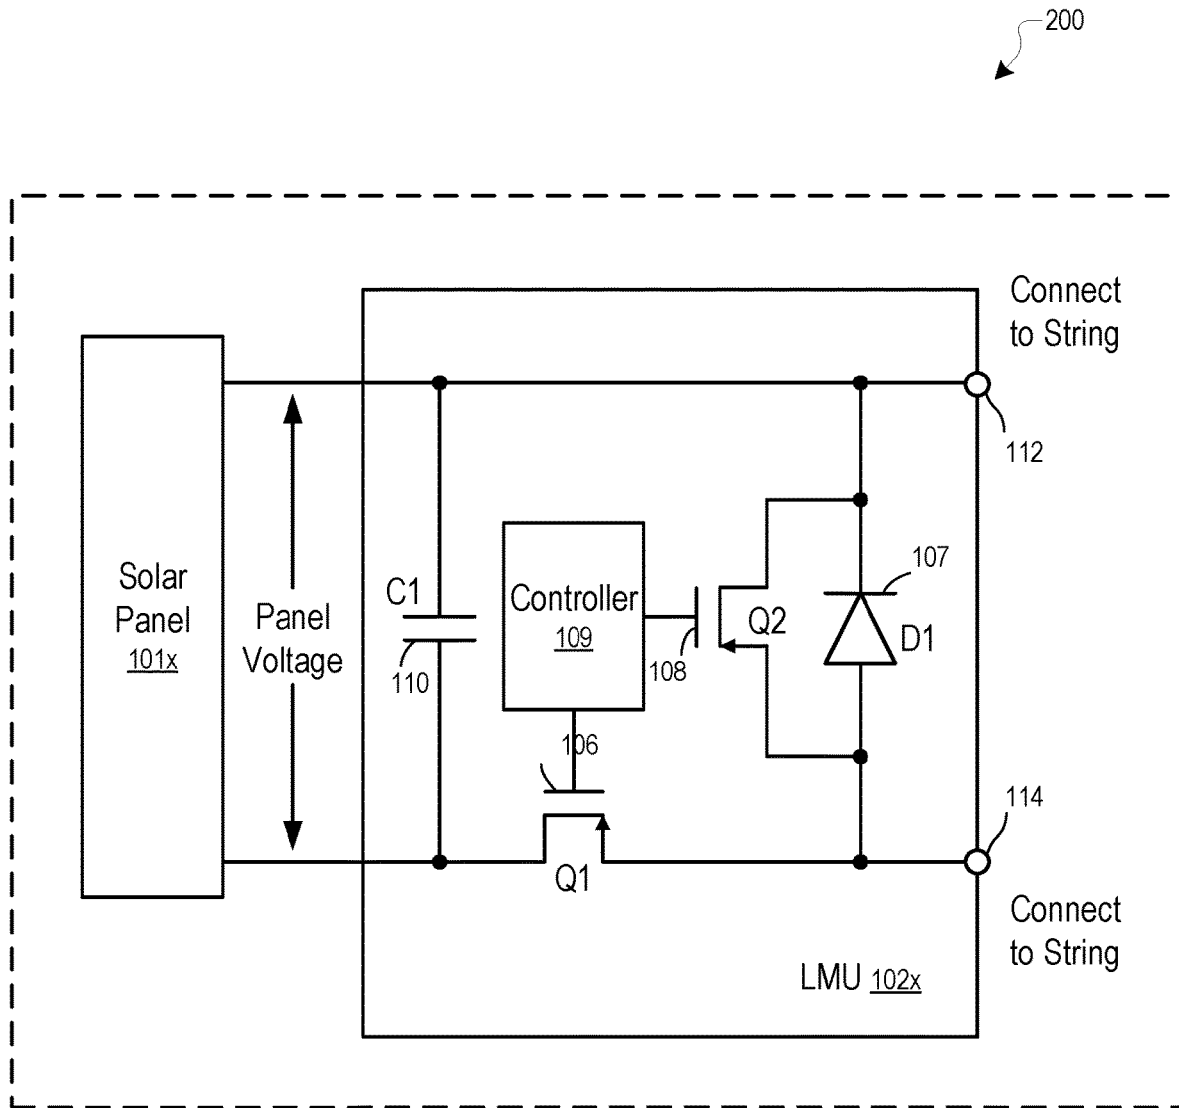 200
Connect
to String
112
Solar
Panel
101x
Panel
Voltage
C1
110
Controller
109
108
Q2
107
D1
106
Q1
114
Connect
to String
LMU 102x